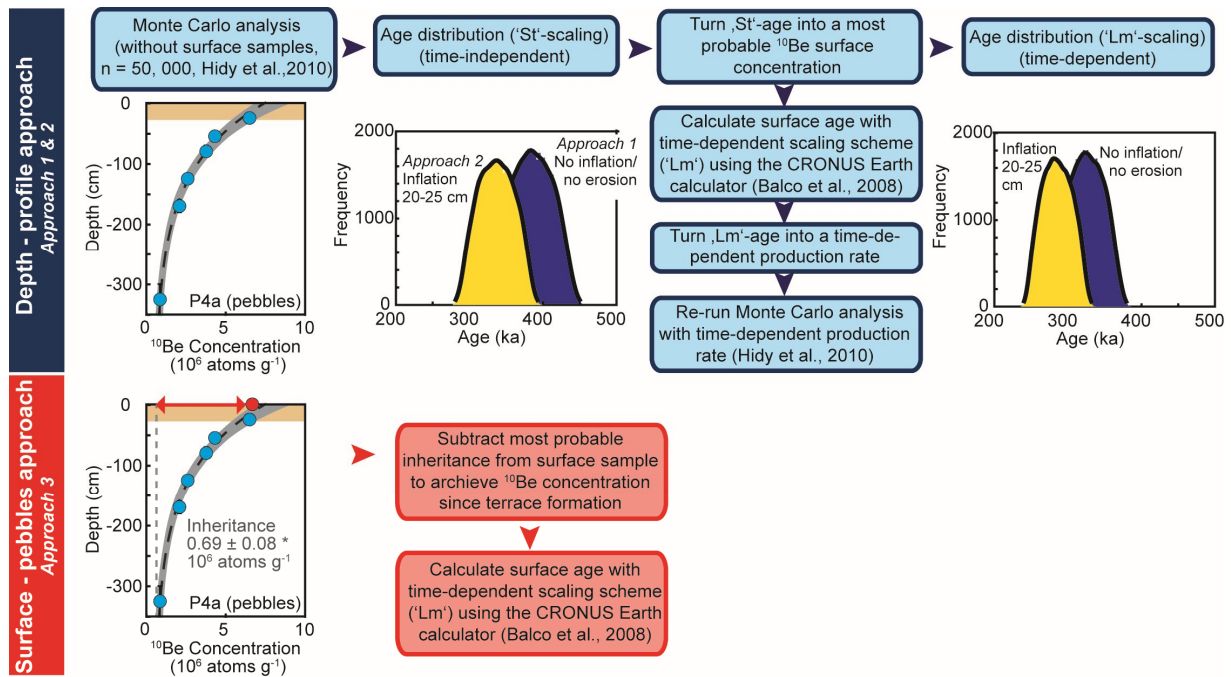 Depth - profile approach
Approach 1 & 2
Monte Carlo analysis
(without surface samples,
n = 50, 000, Hidy et al.,2010)
Age distribution (‘St‘-scaling)
(time-independent)
Turn ‚St‘-age into a most
probable ¹⁰Be surface
concentration
Age distribution (‘Lm‘-scaling)
(time-dependent)
0
-100
-200
-300
Depth (cm)
P4a (pebbles)
0 5 10
¹⁰Be Concentration
(10⁶ atoms g⁻¹)
2000
1000
0
Frequency
Approach 2
Inflation
20-25 cm
Approach 1
No inflation/
no erosion
200 300 400 500
Age (ka)
Calculate surface age with
time-dependent scaling scheme
(‘Lm‘) using the CRONUS Earth
calculator (Balco et al., 2008)
Turn ‚Lm‘-age into a time-de-
pendent production rate
Re-run Monte Carlo analysis
with time-dependent production
rate (Hidy et al., 2010)
2000
1000
0
Frequency
Inflation
20-25
cm
No inflation/
no erosion
200 300 400 500
Age (ka)
Surface - pebbles approach
Approach 3
0
-100
-200
-300
Depth (cm)
Inheritance
0.69 ± 0.08 *
10⁶ atoms g⁻¹
P4a (pebbles)
0 5 10
¹⁰Be Concentration
(10⁶ atoms g⁻¹)
Subtract most probable
inheritance from surface sample
to archieve ¹⁰Be concentration
since terrace formation
Calculate surface age with
time-dependent scaling scheme
(‘Lm‘) using the CRONUS Earth
calculator (Balco et al., 2008)